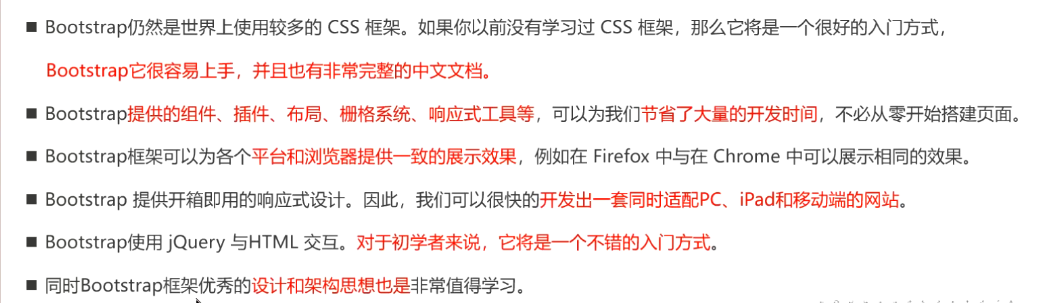 ■ Bootstrap仍然是世界上使用较多的 CSS 框架。如果你以前没有学习过 CSS 框架，那么它将是一个很好的入门方式，
Bootstrap它很容易上手，并且也有非常完整的中文文档。
■ Bootstrap提供的组件、插件、布局、栅格系统、响应式工具等，可以为我们节省了大量的开发时间，不必从零开始搭建页面。
■ Bootstrap框架可以为各个平台和浏览器提供一致的展示效果，例如在 Firefox 中与在 Chrome 中可以展示相同的效果。
■ Bootstrap 提供开箱即用的响应式设计。因此，我们可以很快的开发出一套同时适配PC、iPad和移动端的网站。
■ Bootstrap使用 jQuery 与HTML 交互。对于初学者来说，它将是一个不错的入门方式。
■ 同时Bootstrap框架优秀的设计和架构思想也是非常值得学习。